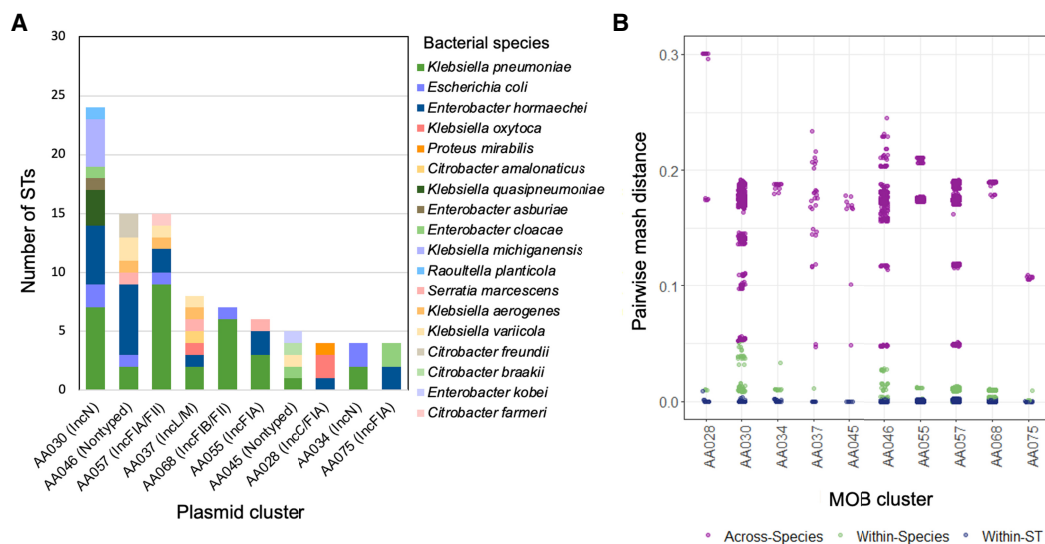 A
30
25
20
15
10
5
0
Number of STs
AA030 (IncN)
AA046 (Nontyped)
AA057 (IncFIA/FII)
AA037 (IncL/M)
AA068 (IncFIB/FII)
AA055 (IncFIA)
AA045 (Nontyped)
AA028 (IncC/FIA)
AA034 (IncN)
AA075 (IncFIA)
Plasmid cluster
Bacterial species
Klebsiella pneumoniae
Escherichia coli
Enterobacter hormaechei
Klebsiella oxytoca
Proteus mirabilis
Citrobacter amalonaticus
Klebsiella quasipneumoniae
Enterobacter asburiae
Enterobacter cloacae
Klebsiella michiganensis
Raoultella planticola
Serratia marcescens
Klebsiella aerogenes
Klebsiella variicola
Citrobacter freundii
Citrobacter braakii
Enterobacter kobei
Citrobacter farmeri
B
0.3
0.2
0.1
0.0
Pairwise mash distance
AA028
AA030
AA034
AA037
AA045
AA046
AA055
AA057
AA068
AA075
MOB cluster
Across-Species Within-Species Within-ST